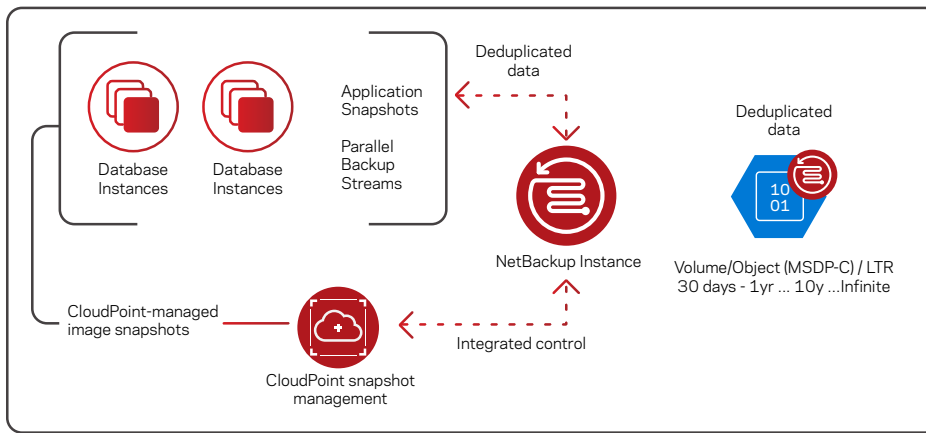 Database
Instances
Database
Instances
Application
Snapshots
Parallel
Backup
Streams
Deduplicated
data
NetBackup Instance
Deduplicated
data
10
01
Volume/Object (MSDP-C) / LTR
30 days - 1yr ... 10y ...Infinite
CloudPoint-managed
image snapshots
CloudPoint snapshot
management
Integrated control